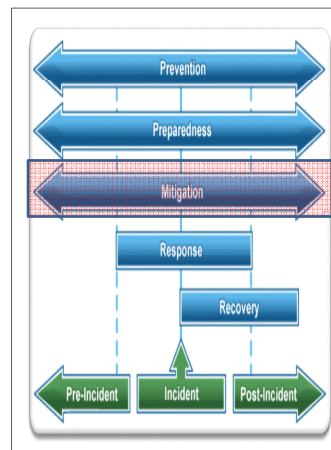 Prevention
Preparedness
Mitigation
Response
Recovery
Pre-Incident Incident Post-Incident